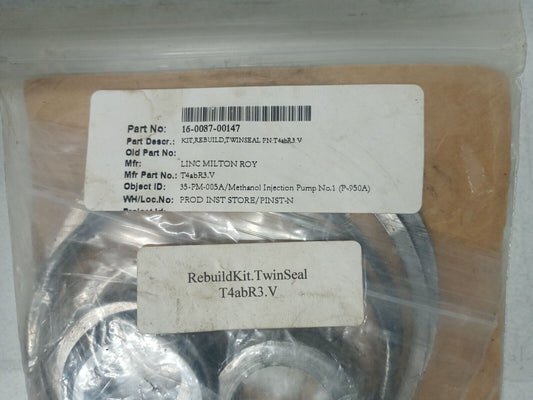 Part No: 16-0087-00147
Part Descr.: KIT,REBUILD,TWINSEAL PN:T4abR3.V
Old Part No:
Mfr: LINC MILTON ROY
Mfr Part No.: T4abR3.V
Object ID: 35-PM-005A/Methanol Injection Pump No.1 (P-950A)
WH/Loc.No: PROD INST STORE/PINST-N
RebuildKit.TwinSeal
T4abR3.V